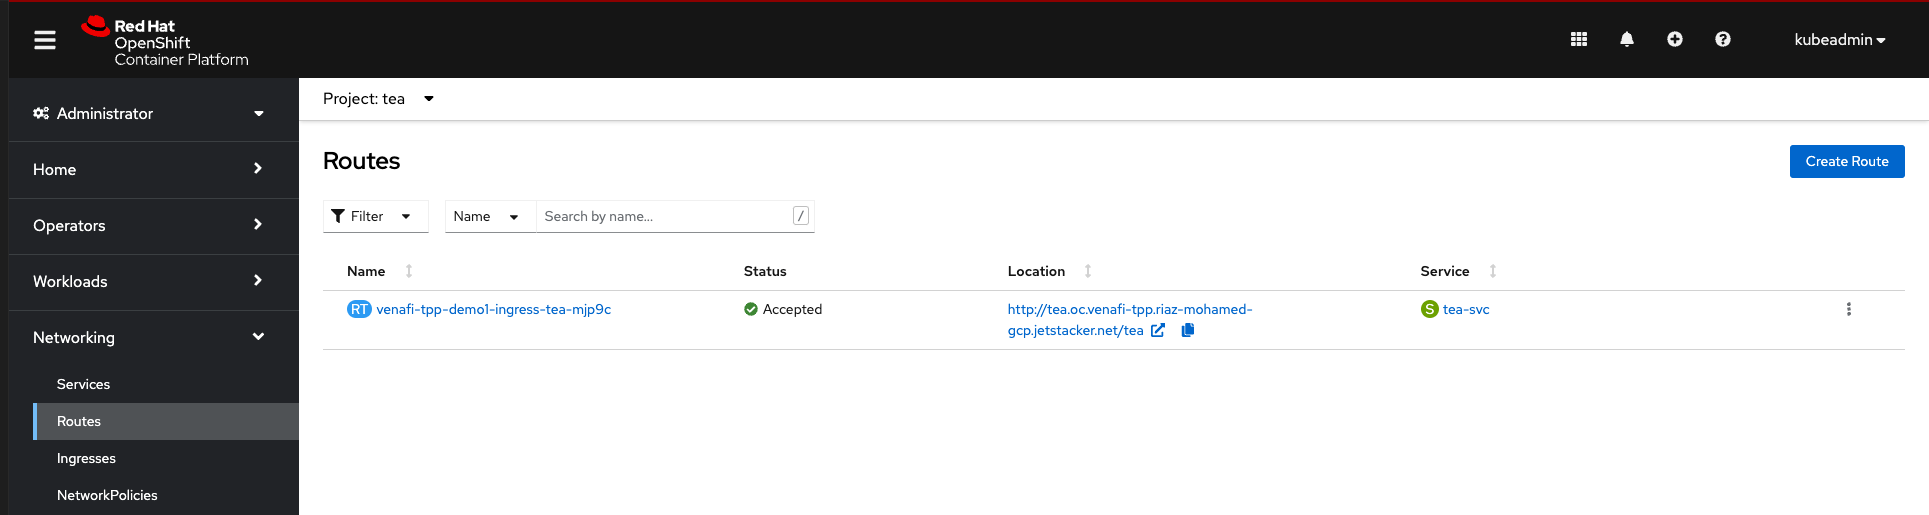 Red Hat
OpenShift
Container Platform
kubeadmin
Administrator
Home
Operators
Workloads
Networking
Services
Routes
Ingresses
NetworkPolicies
Project: tea
Routes
Create Route
Filter
Name
Search by name...
/
Name Status Location Service
RT venafi-tpp-demo1-ingress-tea-mjp9c Accepted http://tea.oc.venafi-tpp.riaz-mohamed- S tea-svc
gcp.jetstacker.net/tea